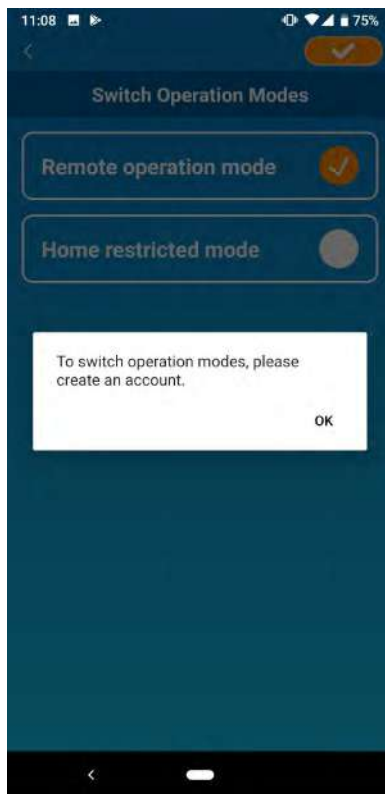 11:08 75%
Switch Operation Modes
Remote operation mode
Home restricted mode
To switch operation modes, please
create an account.
OK